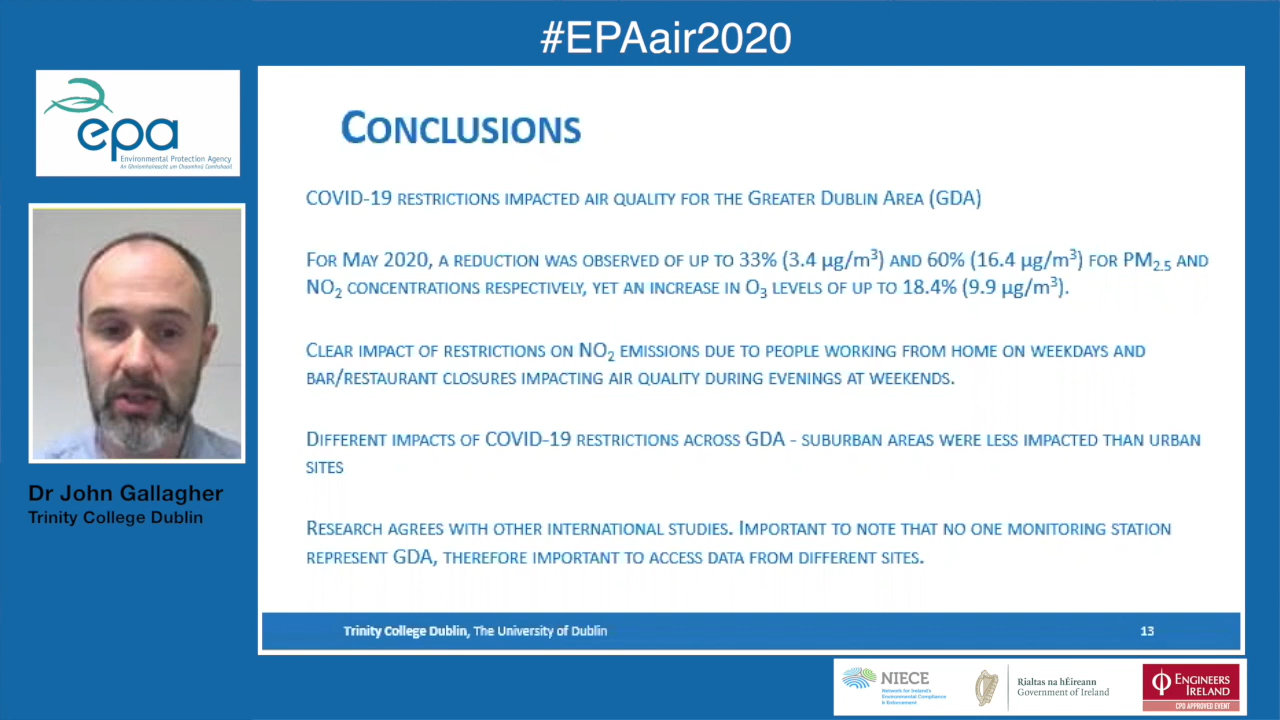 #EPAair2020
epa
Environmental Protection Agency
An Ghníomhaireacht um Chaomhnú Comhshaoil
Dr John Gallagher
Trinity College Dublin
CONCLUSIONS
COVID-19 RESTRICTIONS IMPACTED AIR QUALITY FOR THE GREATER DUBLIN AREA (GDA)
FOR MAY 2020, A REDUCTION WAS OBSERVED OF UP TO 33% (3.4 µg/m³) AND 60% (16.4 µg/m³) FOR PM₂.₅ AND
NO₂ CONCENTRATIONS RESPECTIVELY, YET AN INCREASE IN O₃ LEVELS OF UP TO 18.4% (9.9 µg/m³).
CLEAR IMPACT OF RESTRICTIONS ON NO₂ EMISSIONS DUE TO PEOPLE WORKING FROM HOME ON WEEKDAYS AND
BAR/RESTAURANT CLOSURES IMPACTING AIR QUALITY DURING EVENINGS AT WEEKENDS.
DIFFERENT IMPACTS OF COVID-19 RESTRICTIONS ACROSS GDA - SUBURBAN AREAS WERE LESS IMPACTED THAN URBAN
SITES
RESEARCH AGREES WITH OTHER INTERNATIONAL STUDIES. IMPORTANT TO NOTE THAT NO ONE MONITORING STATION
REPRESENT GDA, THEREFORE IMPORTANT TO ACCESS DATA FROM DIFFERENT SITES.
Trinity College Dublin, The University of Dublin
13
NIECE
Network for Ireland's
Environmental Compliance
& Enforcement
Rialtas na hÉireann
Government of Ireland
ENGINEERS
IRELAND
CPD APPROVED EVENT